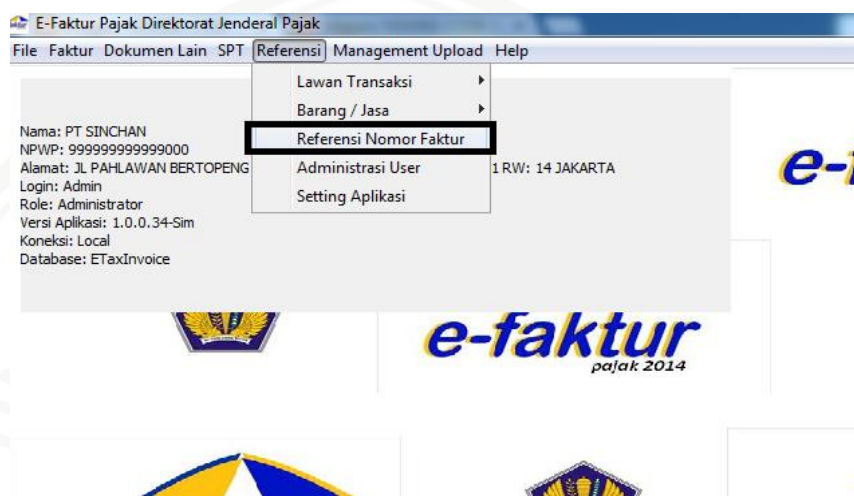 E-Faktur Pajak Direktorat Jenderal Pajak
File Faktur Dokumen Lain SPT Referensi Management Upload Help
Lawan Transaksi
Barang / Jasa
Referensi Nomor Faktur
Administrasi User
Setting Aplikasi
Nama: PT SINCHAN
NPWP: 999999999999000
Alamat: JL PAHLAWAN BERTOPENG 1 RW: 14 JAKARTA
Login: Admin
Role: Administrator
Versi Aplikasi: 1.0.0.34-Sim
Koneksi: Local
Database: ETaxInvoice
e-faktur
pajak 2014